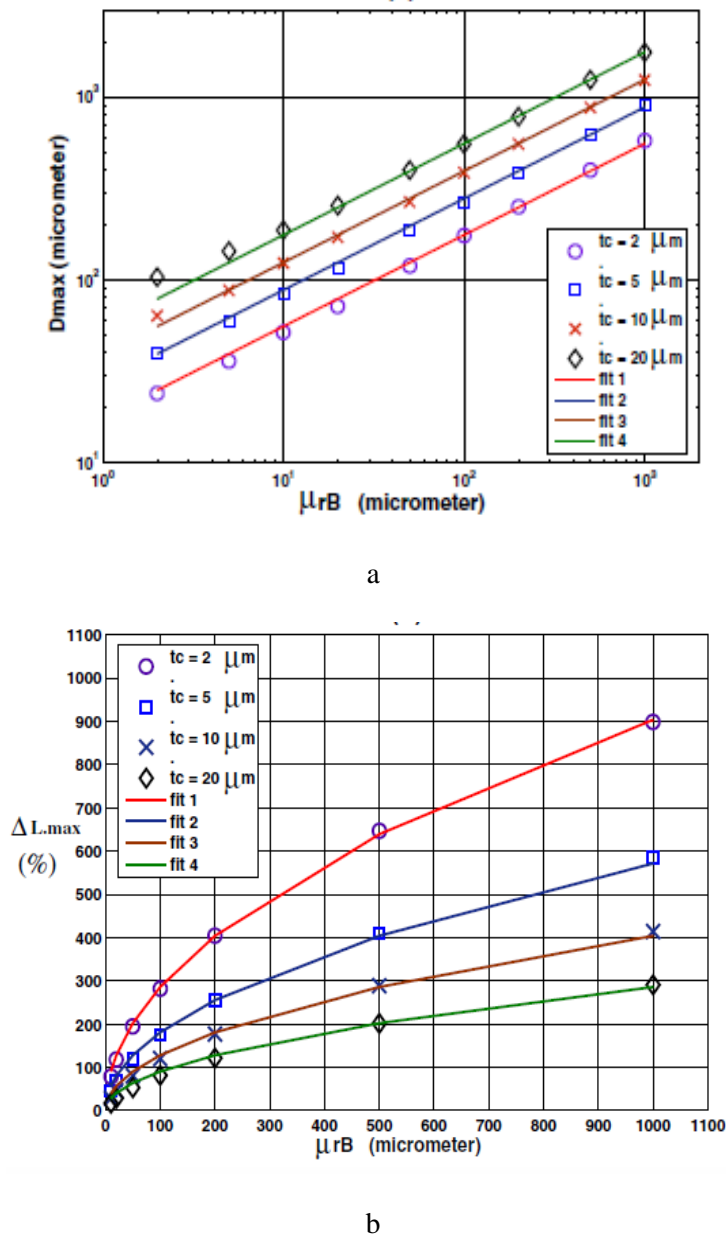 10³
10²
10¹
Dmax (micrometer)
tc = 2 μm
tc = 5 μm
tc = 10 μm
tc = 20 μm
fit 1
fit 2
fit 3
fit 4
10⁰ 10¹ 10² 10³
μrB (micrometer)
a
1100
1000
900
800
700
600
500
400
300
200
100
0
ΔL.max
(%)
tc = 2 μm
tc = 5 μm
tc = 10 μm
tc = 20 μm
fit 1
fit 2
fit 3
fit 4
0 100 200 300 400 500 600 700 800 900 1000 1100
μrB (micrometer)
b